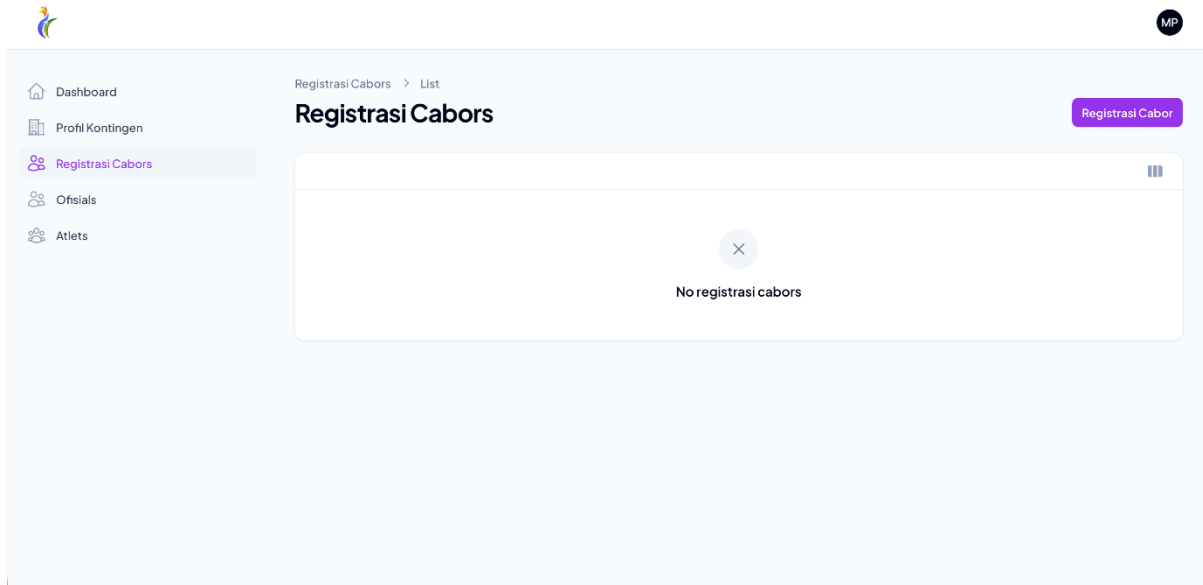 MP
Dashboard
Profil Kontingen
Registrasi Cabors
Ofisials
Atlets
Registrasi Cabors > List
Registrasi Cabors
Registrasi Cabor
No registrasi cabors